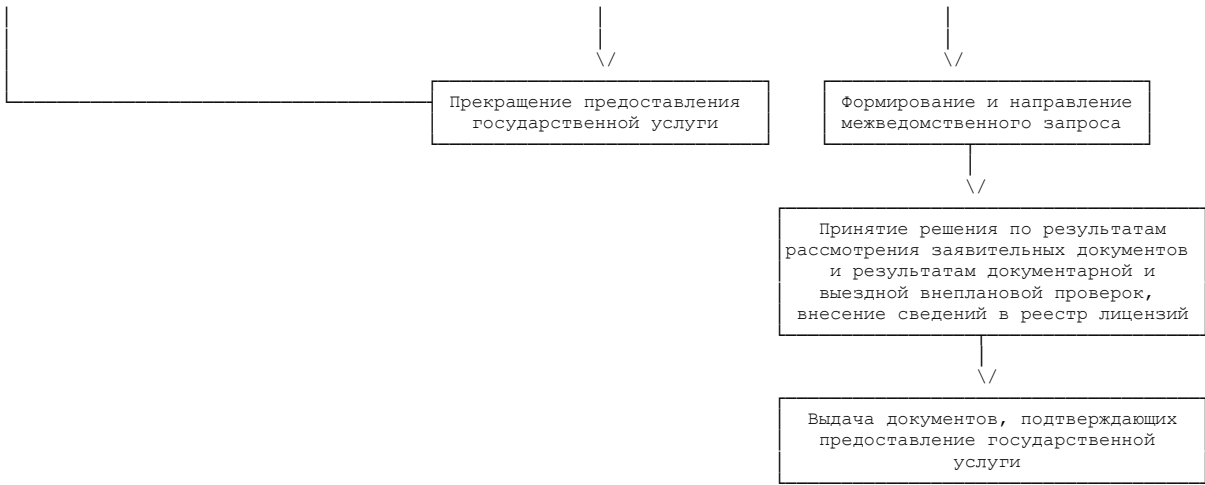 Прекращение предоставления
государственной услуги
Формирование и направление
межведомственного запроса
Принятие решения по результатам
рассмотрения заявительных документов
и результатам документарной и
выездной внеплановой проверок,
внесение сведений в реестр лицензий
Выдача документов, подтверждающих
предоставление государственной
услуги